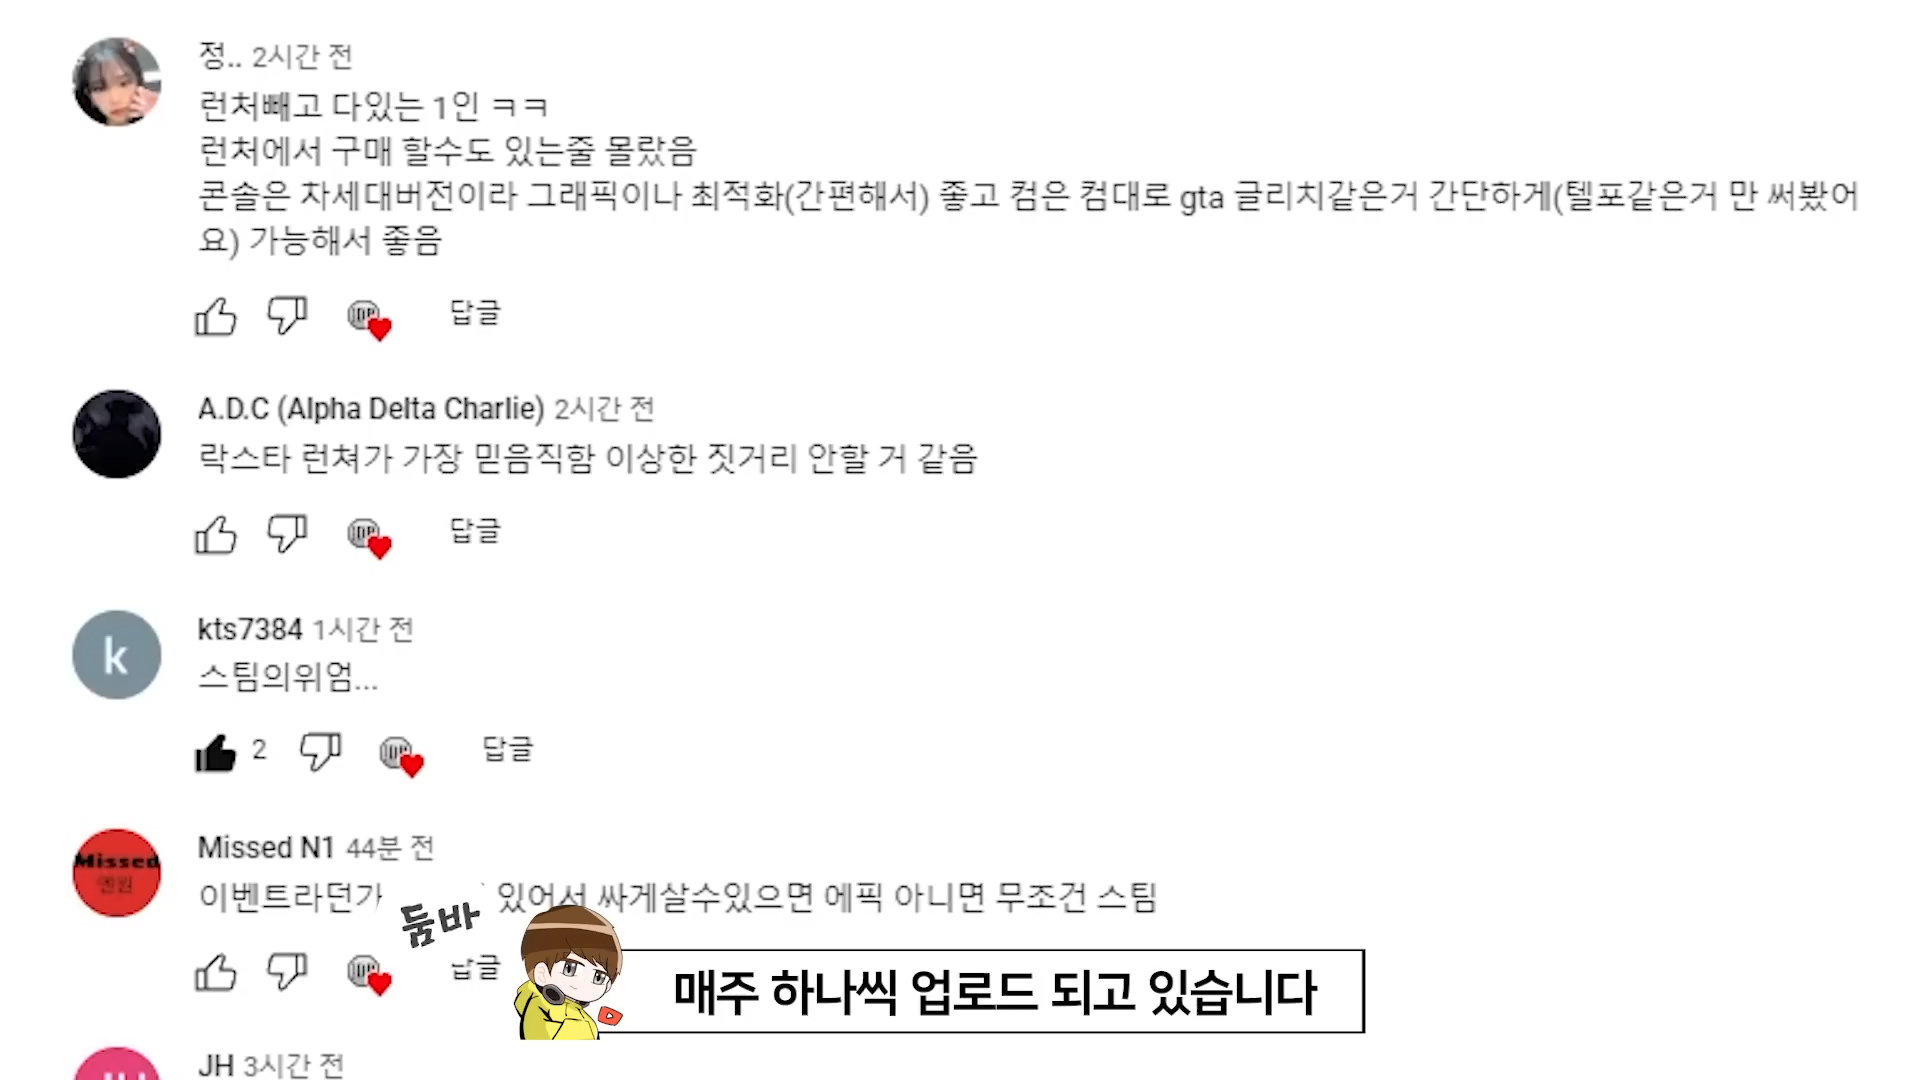 정.. 2시간 전
런처빼고 다있는 1인 ㅋㅋ
런처에서 구매 할수도 있는줄 몰랐음
콘솔은 차세대버전이라 그래픽이나 최적화(간편해서) 좋고 컴은 컴대로 gta 글리치같은거 간단하게(텔포같은거 만 써봤어
요) 가능해서 좋음
답글
A.D.C (Alpha Delta Charlie) 2시간 전
락스타 런쳐가 가장 믿음직함 이상한 짓거리 안할 거 같음
답글
k
kts7384 1시간 전
스팀의위엄...
2
답글
Missed
Missed N1 44분 전
이벤트라던가 있어서 싸게살수있으면 에픽 아니면 무조건 스팀
둠바
답글
매주 하나씩 업로드 되고 있습니다
JH 3시간 전